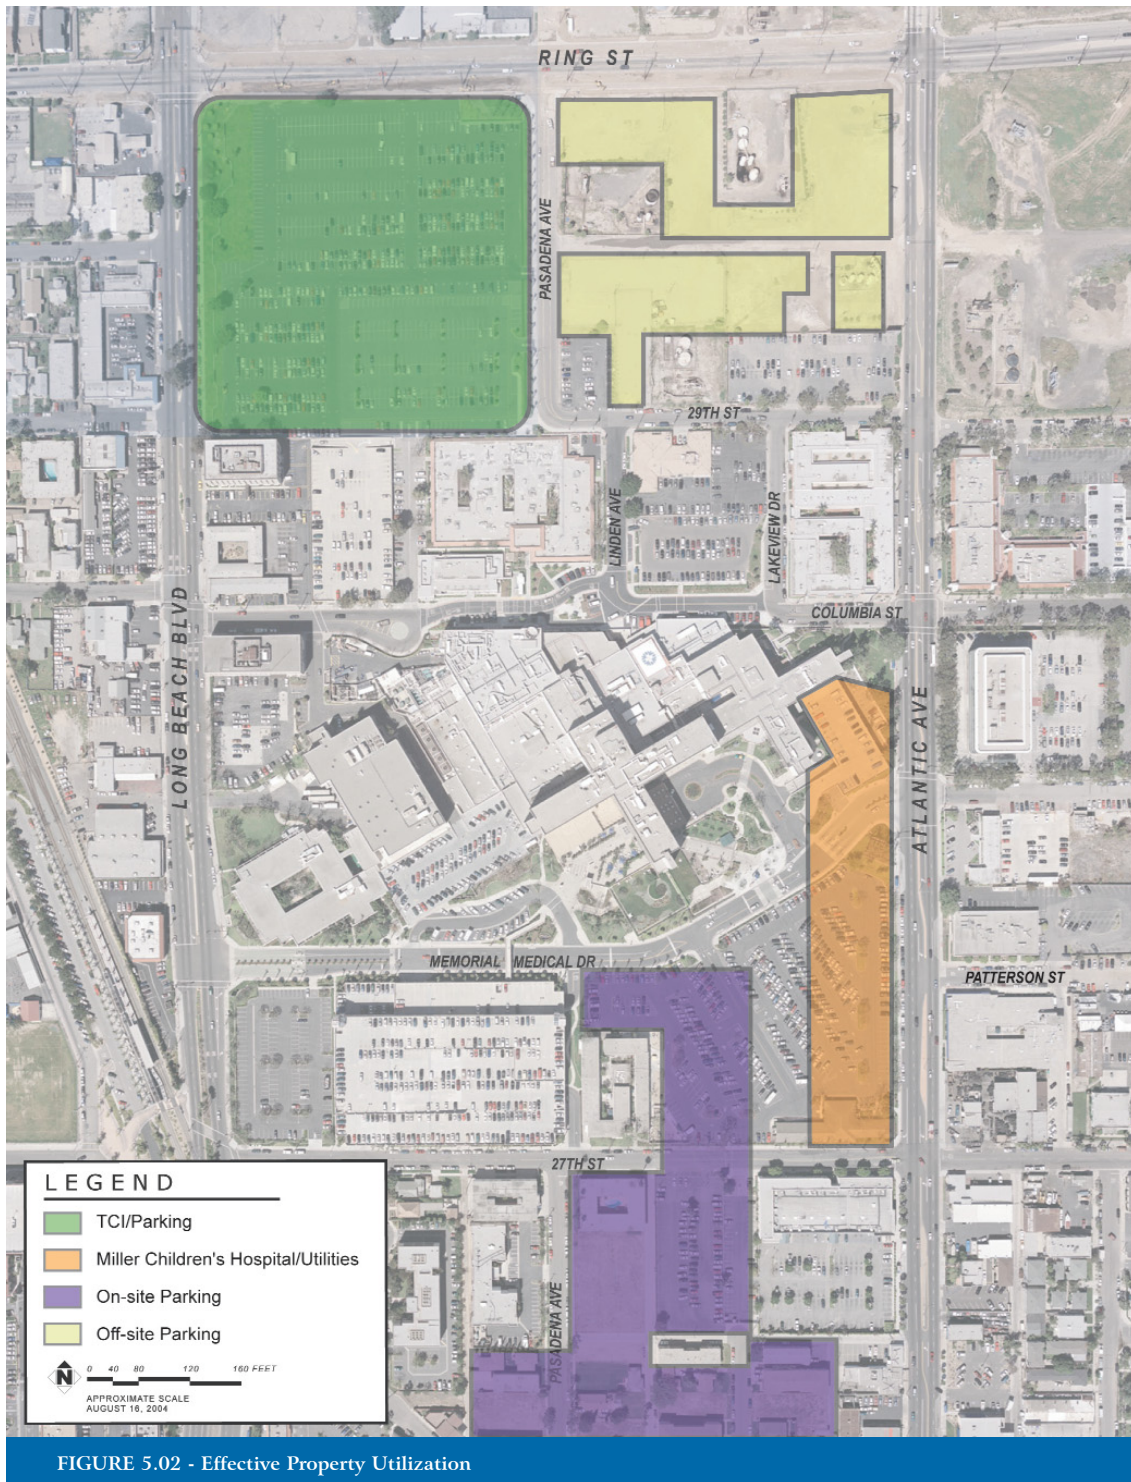 RING ST
PASADENA AVE
29TH ST
LINDEN AVE
LAKEVIEW DR
COLUMBIA ST
LONG BEACH BLVD
ATLANTIC AVE
MEMORIAL MEDICAL DR
PATTERSON ST
27TH ST
PASADENA AVE
LEGEND
TCI/Parking
Miller Children's Hospital/Utilities
On-site Parking
Off-site Parking
N
0 40 80 120 160 FEET
APPROXIMATE SCALE
AUGUST 16, 2004
FIGURE 5.02 - Effective Property Utilization